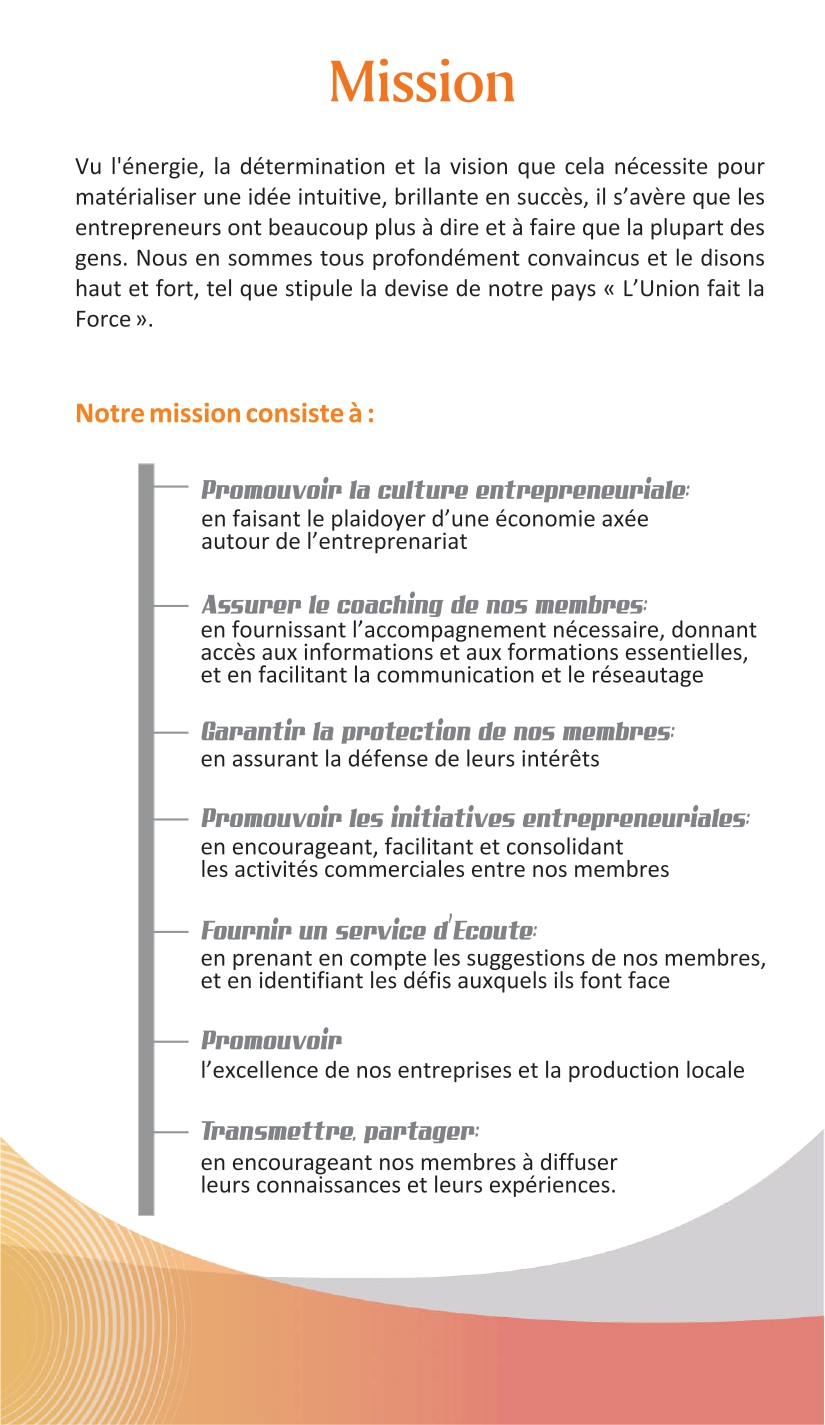 Mission
Vu l'énergie, la détermination et la vision que cela nécessite pour
matérialiser une idée intuitive, brillante en succès, il s’avère que les
entrepreneurs ont beaucoup plus à dire et à faire que la plupart des
gens. Nous en sommes tous profondément convaincus et le disons
haut et fort, tel que stipule la devise de notre pays « L’Union fait la
Force ».
Notre mission consiste à :
Promouvoir la culture entrepreneuriale:
en faisant le plaidoyer d’une économie axée
autour de l’entreprenariat
Assurer le coaching de nos membres:
en fournissant l’accompagnement nécessaire, donnant
accès aux informations et aux formations essentielles,
et en facilitant la communication et le réseautage
Garantir la protection de nos membres:
en assurant la défense de leurs intérêts
Promouvoir les initiatives entrepreneuriales:
en encourageant, facilitant et consolidant
les activités commerciales entre nos membres
Fournir un service d'Ecoute:
en prenant en compte les suggestions de nos membres,
et en identifiant les défis auxquels ils font face
Promouvoir
l’excellence de nos entreprises et la production locale
Transmettre, partager:
en encourageant nos membres à diffuser
leurs connaissances et leurs expériences.